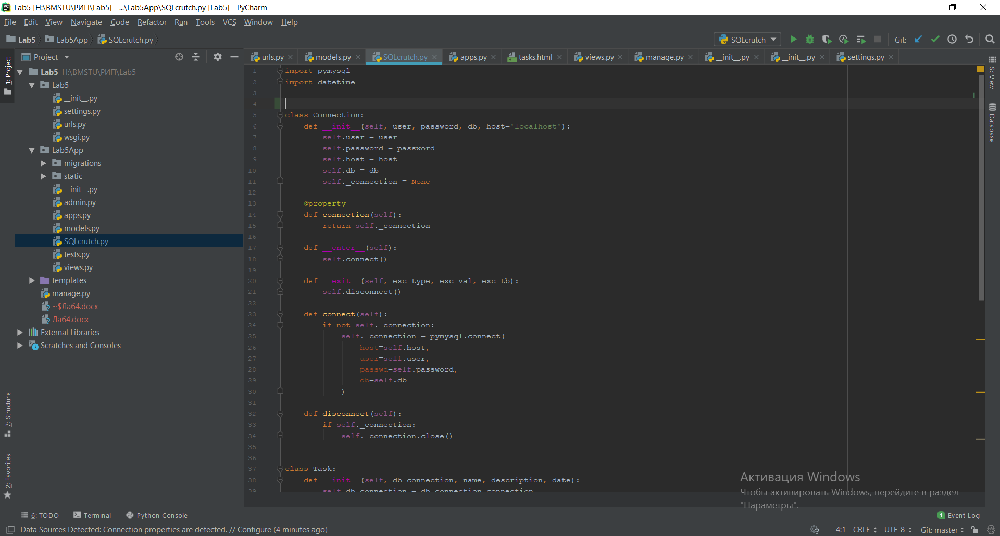 Lab5 [H:\BMSTU\РИП\Lab5] - ...\Lab5App\SQLcrutch.py [Lab5] - PyCharm
File Edit View Navigate Code Refactor Run Tools VCS Window Help
Lab5 Lab5App SQLcrutch.py SQLcrutch Git:
1: Project
Project
urls.py models.py SQLcrutch.py apps.py tasks.html views.py manage.py __init__.py __init__.py settings.py
Lab5 H:\BMSTU\РИП\Lab5
Lab5
__init__.py
settings.py
urls.py
wsgi.py
Lab5App
migrations
static
__init__.py
admin.py
apps.py
models.py
SQLcrutch.py
tests.py
views.py
templates
manage.py
~$Ла64.docx
Ла64.docx
External Libraries
Scratches and Consoles
7: Structure
2: Favorites
1 import pymysql
2 import datetime
3
4
5 class Connection:
6 def __init__(self, user, password, db, host='localhost'):
7 self.user = user
8 self.password = password
9 self.host = host
10 self.db = db
11 self._connection = None
12
13 @property
14 def connection(self):
15 return self._connection
16
17 def __enter__(self):
18 self.connect()
19
20 def __exit__(self, exc_type, exc_val, exc_tb):
21 self.disconnect()
22
23 def connect(self):
24 if not self._connection:
25 self._connection = pymysql.connect(
26 host=self.host,
27 user=self.user,
28 passwd=self.password,
29 db=self.db
30 )
31
32 def disconnect(self):
33 if self._connection:
34 self._connection.close()
35
36
37 class Task:
38 def __init__(self, db_connection, name, description, date):
39 self.db_connection = db_connection.connection
SciView
Database
Активация Windows
Чтобы активировать Windows, перейдите в раздел
"Параметры".
6: TODO Terminal Python Console 1 Event Log
Data Sources Detected: Connection properties are detected. // Configure (4 minutes ago) 4:1 CRLF UTF-8 Git: master